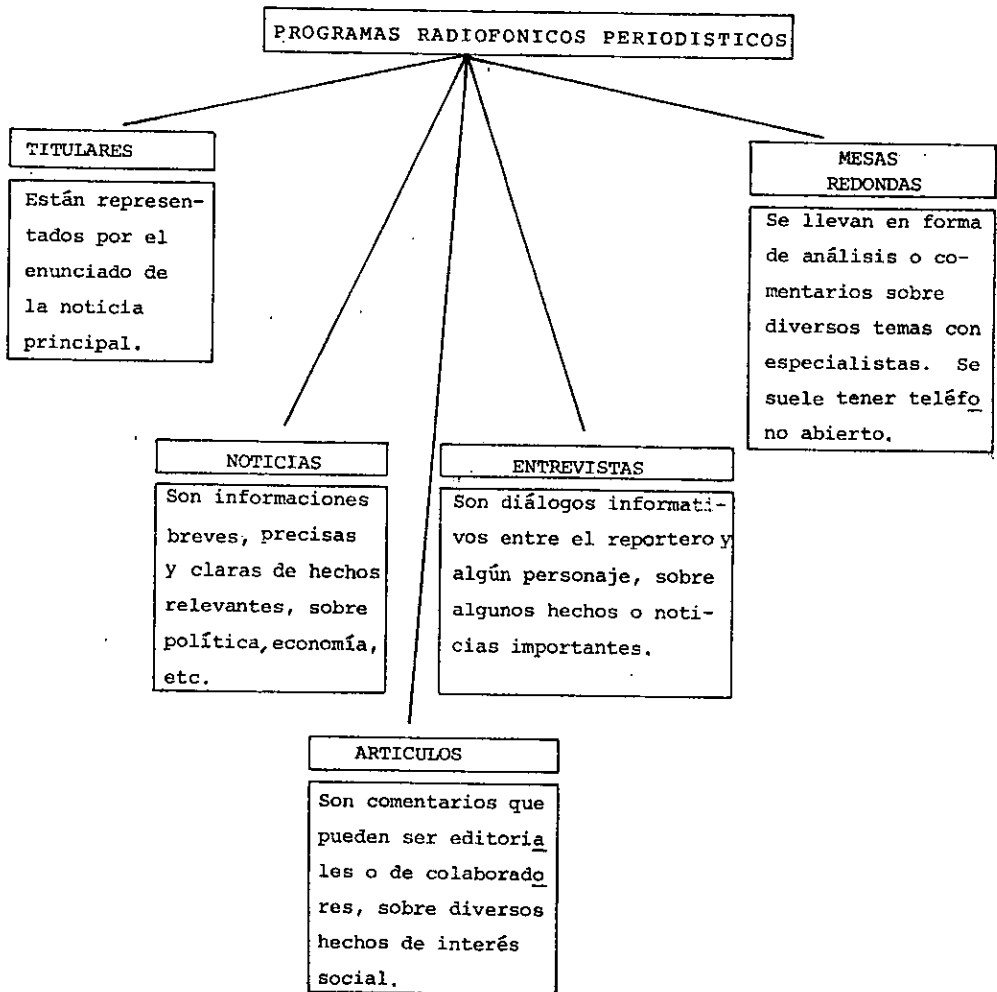 PROGRAMAS RADIOFONICOS PERIODISTICOS
TITULARES
Están represen-
tados por el
enunciado de
la noticia
principal.
MESAS
REDONDAS
Se llevan en forma
de análisis o co-
mentarios sobre
diversos temas con
especialistas. Se
suele tener teléfo
no abierto.
NOTICIAS
Son informaciones
breves, precisas
y claras de hechos
relevantes, sobre
política, economía,
etc.
ENTREVISTAS
Son diálogos informati-
vos entre el reportero y
algún personaje, sobre
algunos hechos o noti-
cias importantes.
ARTICULOS
Son comentarios que
pueden ser editoria
les o de colaborado
res, sobre diversos
hechos de interés
social.